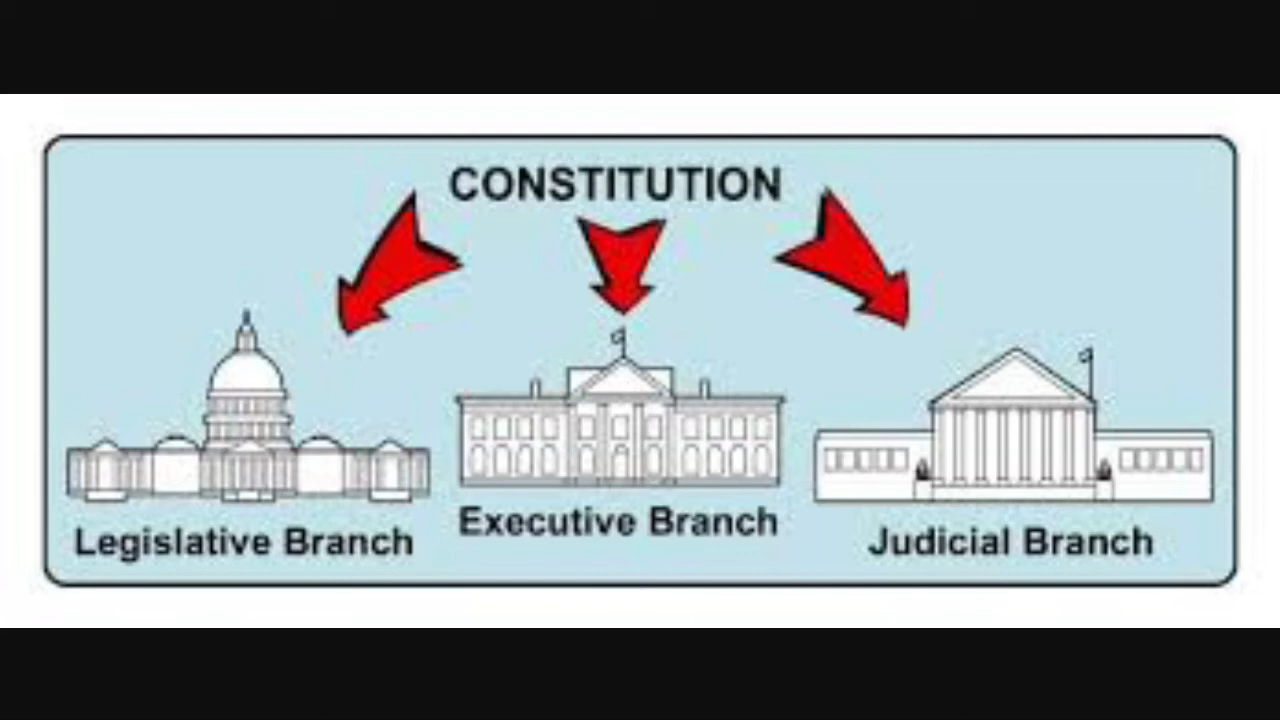 CONSTITUTION
Legislative Branch
Executive Branch
Judicial Branch